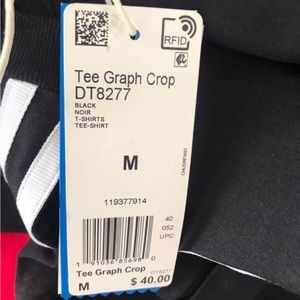 RFID
Tee Graph Crop
DT8277
BLACK
NOIR
T-SHIRTS
TEE-SHIRT
M
119377914
40
052
UPC
Tee Graph Crop DT8277
M $ 40.00